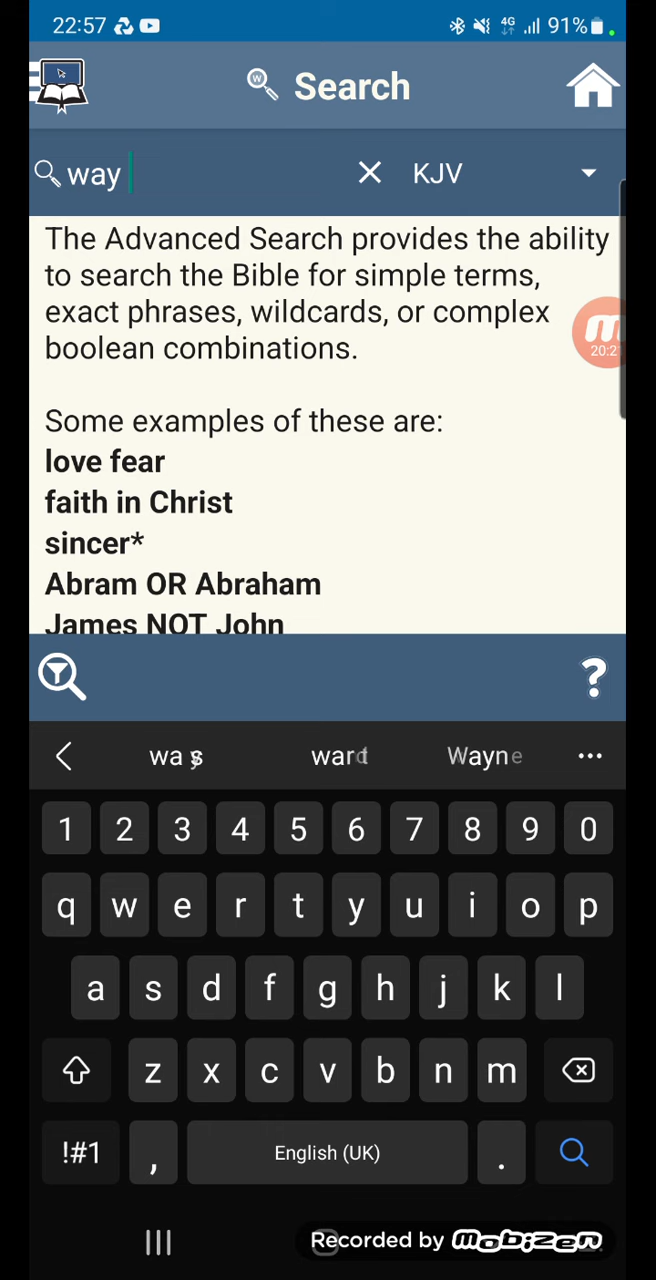 22:57 4G 91%
Search
way KJV
The Advanced Search provides the ability
to search the Bible for simple terms,
exact phrases, wildcards, or complex
boolean combinations.
20:21
Some examples of these are:
love fear
faith in Christ
sincer*
Abram OR Abraham
James NOT John
?
Wayne •••
1 2 3 4 5 6 7 8 9 0
q w e r t y u i o p
a s d f g h j k l
z x c v b n m
!#1 , English (UK) .
Recorded by mobizen